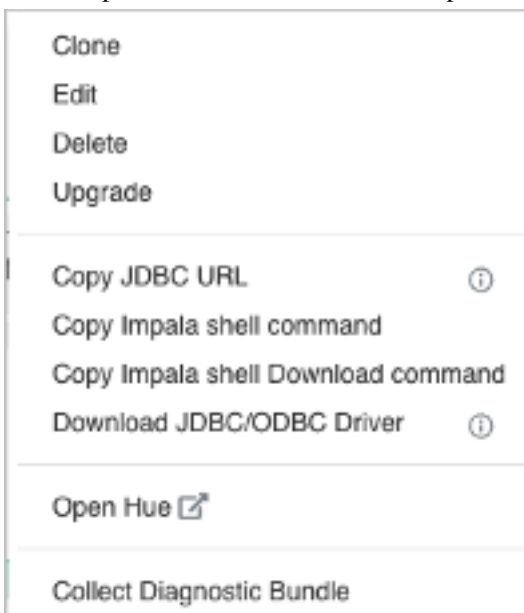 Clone
Edit
Delete
Upgrade
Copy JDBC URL
Copy Impala shell command
Copy Impala shell Download command
Download JDBC/ODBC Driver
Open Hue
Collect Diagnostic Bundle